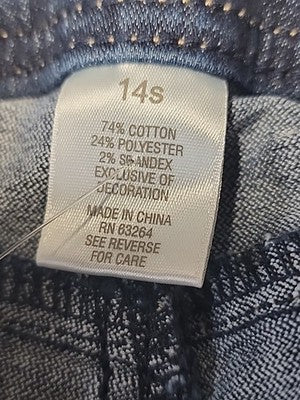 14s
74% COTTON
24% POLYESTER
2% SPANDEX
EXCLUSIVE OF
DECORATION
MADE IN CHINA
RN 63264
SEE REVERSE
FOR CARE